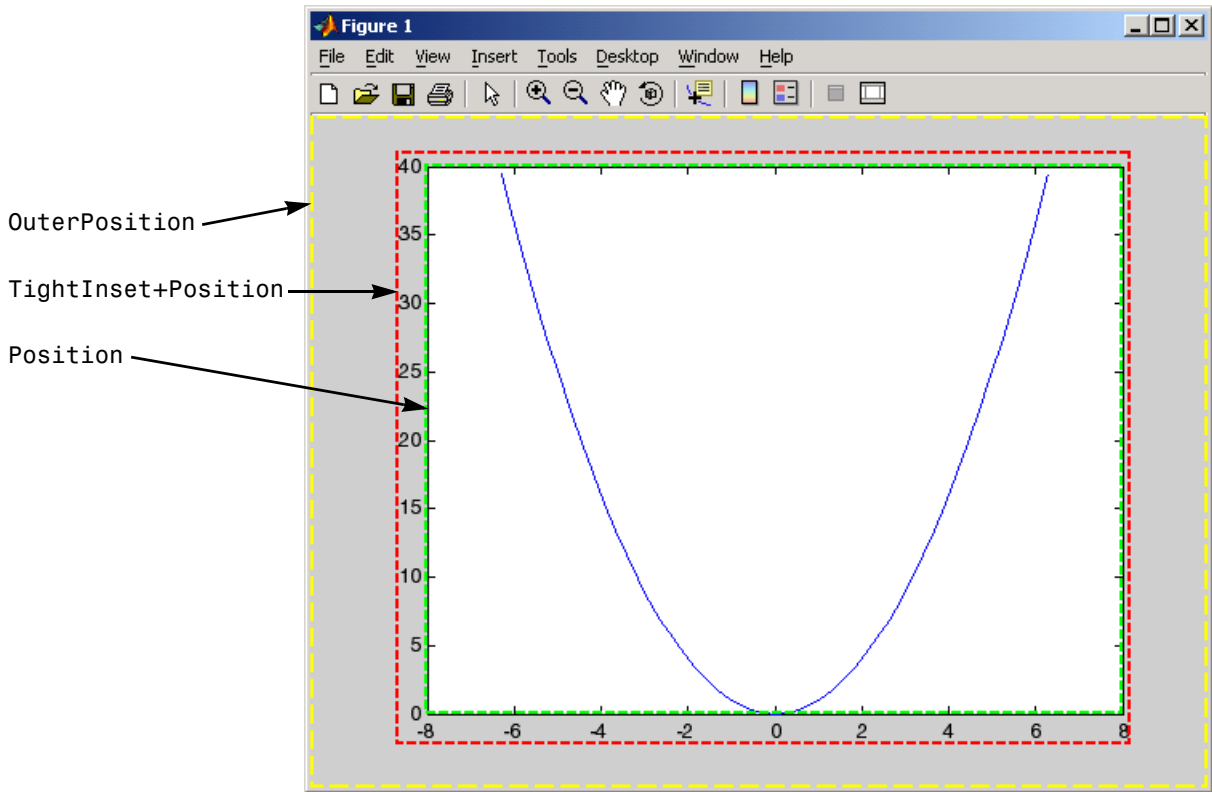 Figure 1
File Edit View Insert Tools Desktop Window Help
OuterPosition
TightInset+Position
Position
40
35
30
25
20
15
10
5
0
-8 -6 -4 -2 0 2 4 6 8